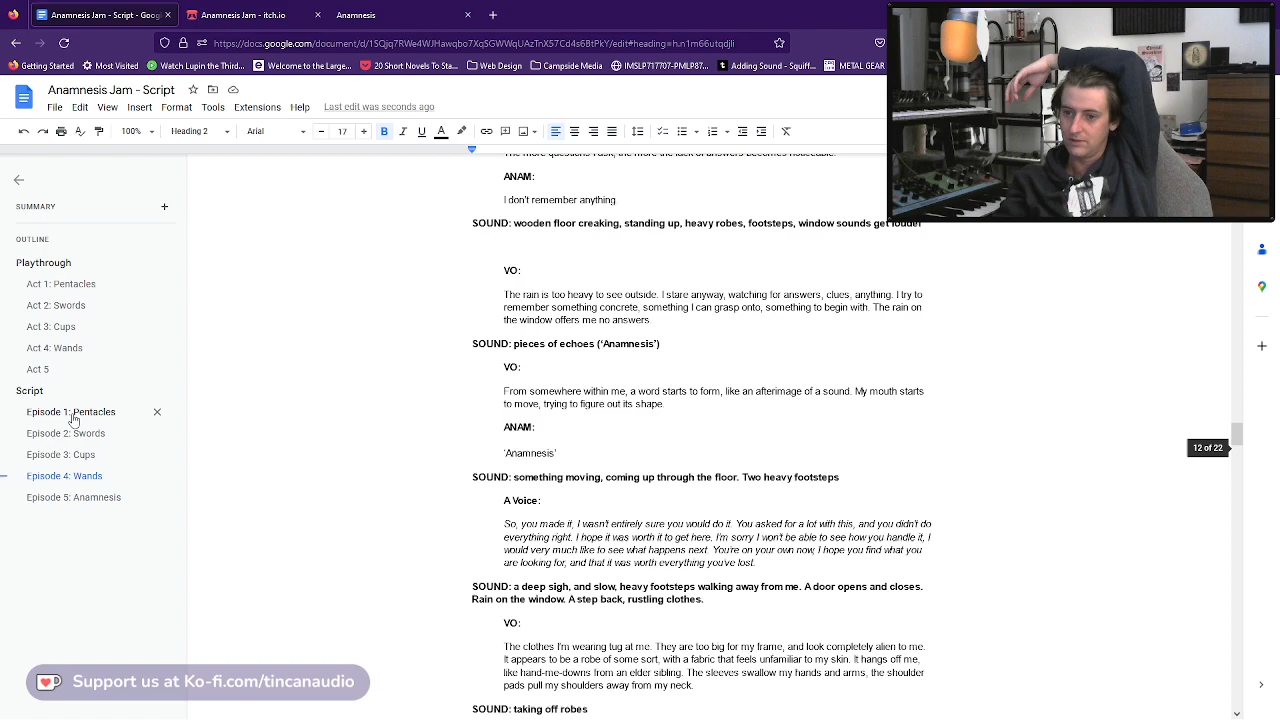 Anamnesis Jam - Script - Goog
Anamnesis Jam - itch.io
Anamnesis
https://docs.google.com/document/d/
Getting Started
Most Visited
Watch Lupin the Third...
Welcome to the Large...
20 Short Novels To S...
Web Design
Campside Media
IMSLP717707-PMLP87...
Adding Sound - Squiff...
METAL GEAR
Anamnesis Jam - Script
File Edit View Insert Format Tools Extensions Help
Last edit was seconds ago
100% Heading 2 Arial 17
SUMMARY
OUTLINE
Playthrough
Act 1: Pentacles
Act 2: Swords
Act 3: Cups
Act 4: Wands
Act 5
Script
Episode 1: Pentacles
Episode 2: Swords
Episode 3: Cups
Episode 4: Wands
Episode 5: Anamnesis
The more questions I ask, the more the lack of answers becomes noticeable.
ANAM:
I don't remember anything.
SOUND: wooden floor creaking, standing up, heavy robes, footsteps, window sounds get louder
VO:
The rain is too heavy to see outside. I stare anyway, watching for answers, clues, anything. I try to
remember something concrete, something I can grasp onto, something to begin with. The rain on
the window offers me no answers.
SOUND: pieces of echoes ('Anamnesis')
VO:
From somewhere within me, a word starts to form, like an afterimage of a sound. My mouth starts
to move, trying to figure out its shape.
ANAM:
'Anamnesis'
SOUND: something moving, coming up through the floor. Two heavy footsteps
A Voice:
So, you made it, I wasn't entirely sure you would do it. You asked for a lot with this, and you didn't do
everything right. I hope it was worth it to get here. I'm sorry I won't be able to see how you handle it, I
would very much like to see what happens next. You're on your own now, I hope you find what you
are looking for, and that it was worth everything you've lost.
SOUND: a deep sigh, and slow, heavy footsteps walking away from me. A door opens and closes.
Rain on the window. A step back, rustling clothes.
VO:
The clothes I'm wearing tug at me. They are too big for my frame, and look completely alien to me.
It appears to be a robe of some sort, with a fabric that feels unfamiliar to my skin. It hangs off me,
like hand-me-downs from an elder sibling. The sleeves swallow my hands and arms, the shoulder
pads pull my shoulders away from my neck.
SOUND: taking off robes
12 of 22
Support us at Ko-fi.com/tincanaudio